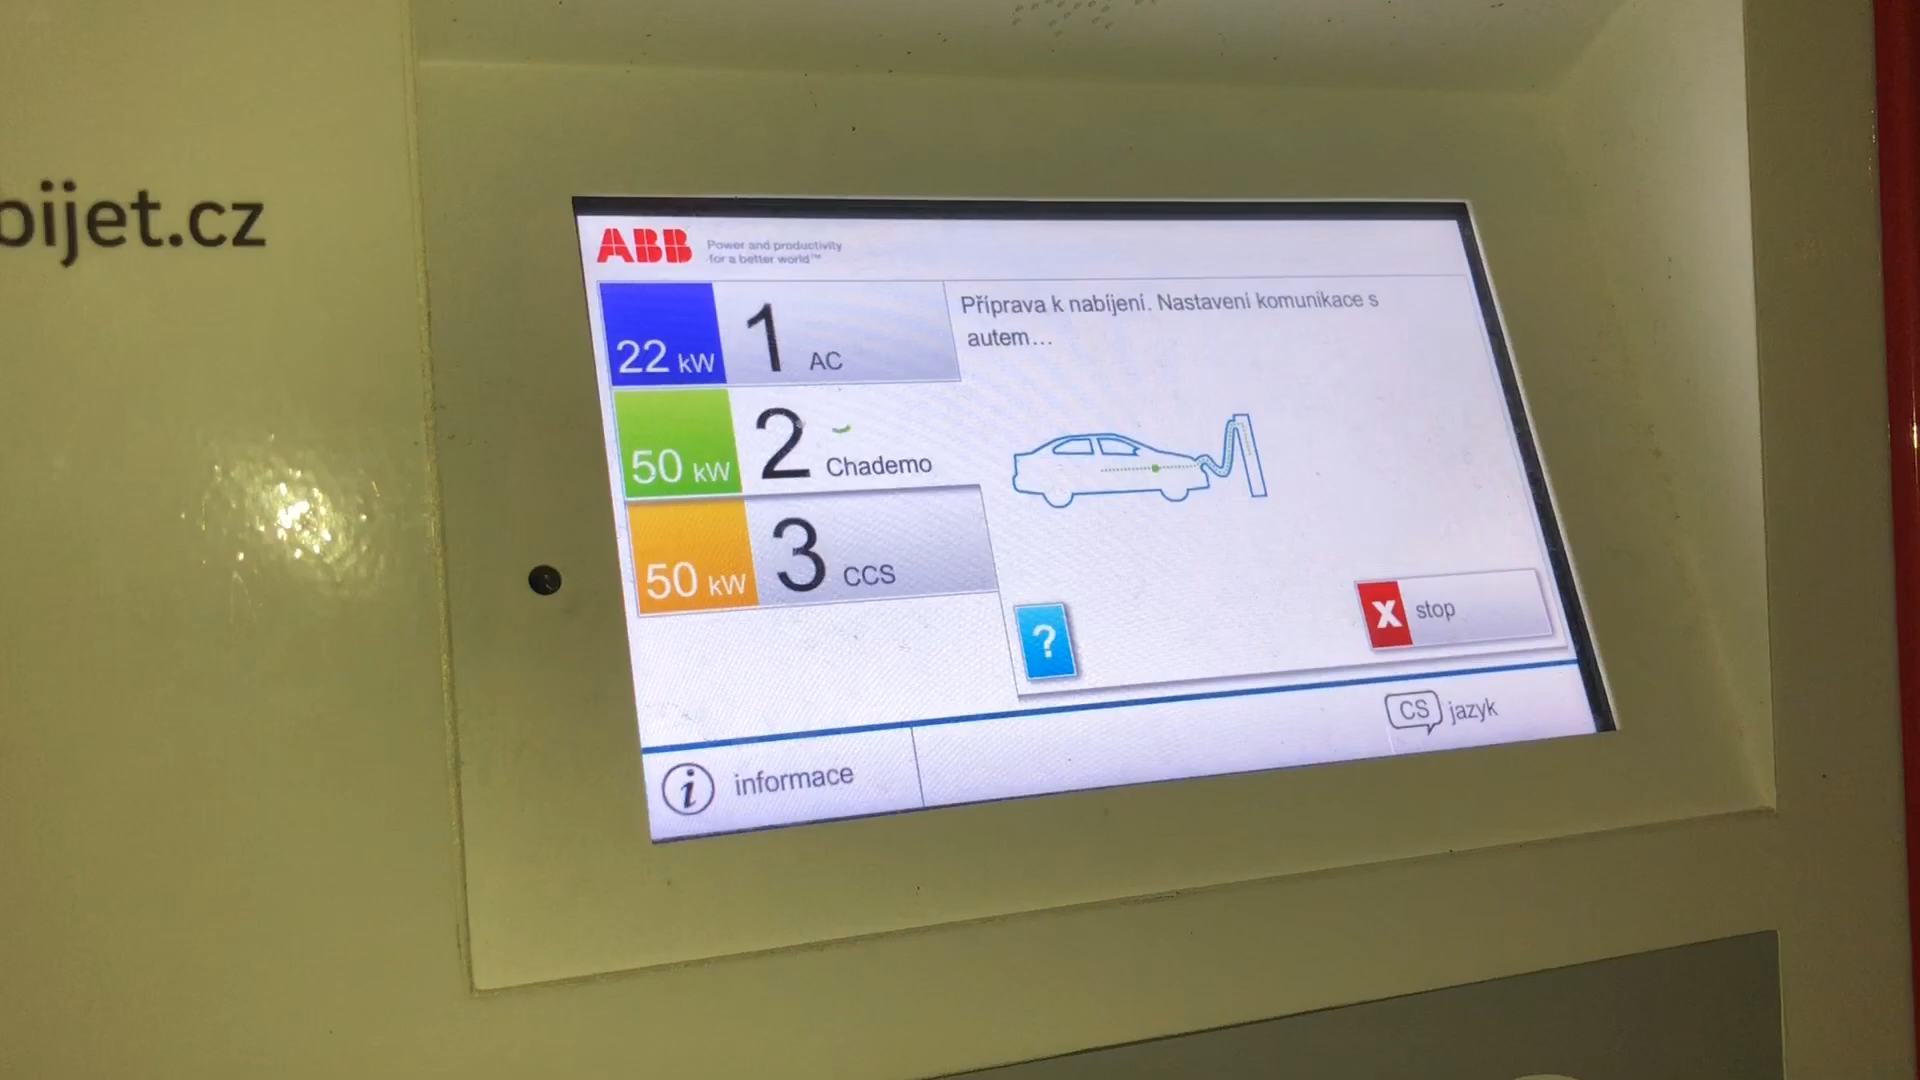 bijet.cz
ABB
Power and productivity
for a better world™
22 kW 1 AC
Příprava k nabíjení. Nastavení komunikace s
autem...
50 kW 2 Chademo
50 kW 3 CCS
?
X stop
CS jazyk
i informace